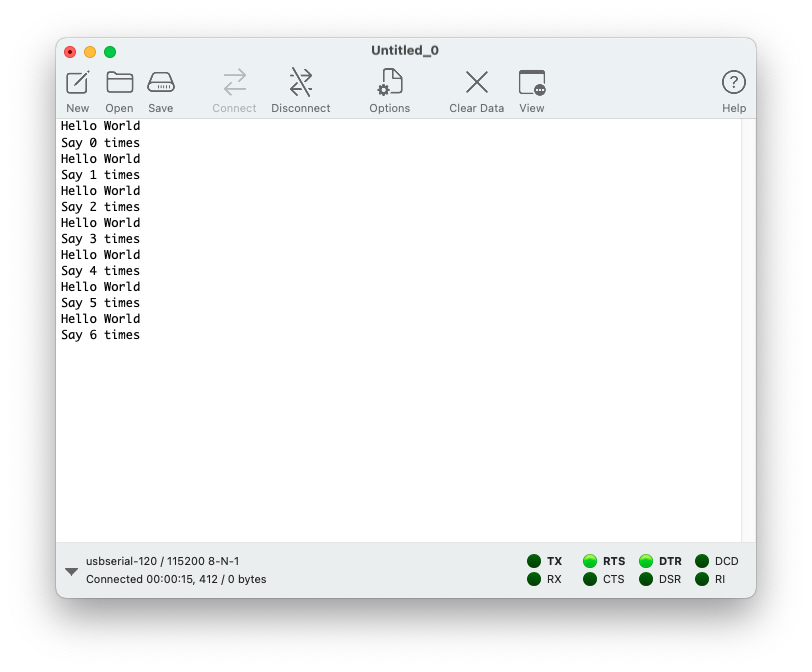 Untitled_0
New Open Save Connect Disconnect Options Clear Data View Help
Hello World
Say 0 times
Hello World
Say 1 times
Hello World
Say 2 times
Hello World
Say 3 times
Hello World
Say 4 times
Hello World
Say 5 times
Hello World
Say 6 times
usbserial-120 / 115200 8-N-1 TX RTS DTR DCD
Connected 00:00:15, 412 / 0 bytes RX CTS DSR RI